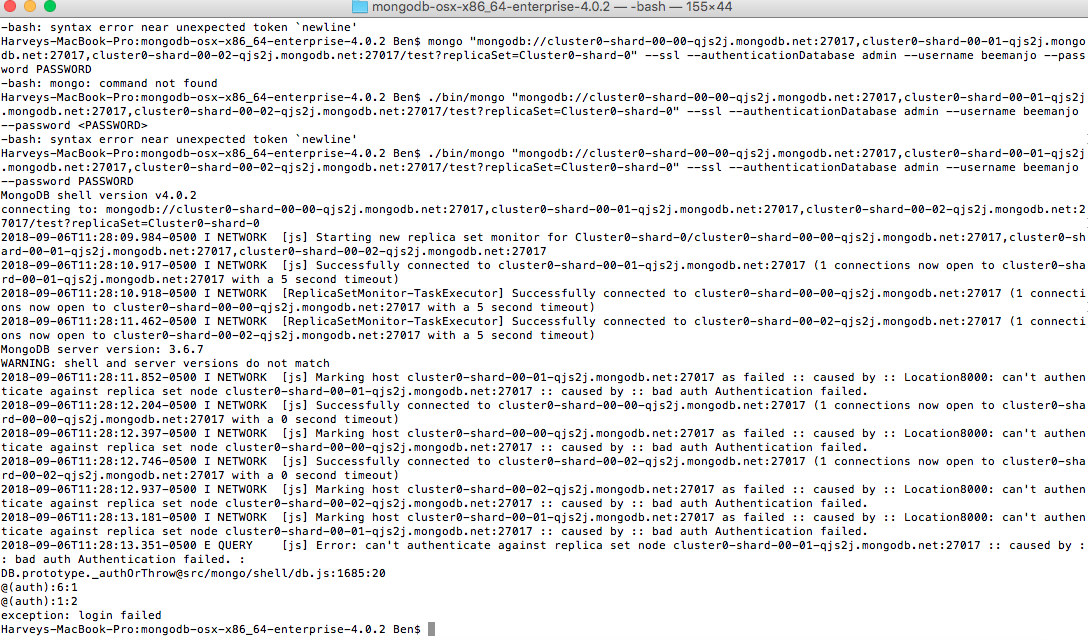 mongodb-osx-x86_64-enterprise-4.0.2 — -bash — 155×44
-bash: syntax error near unexpected token `newline'
Harveys-MacBook-Pro:mongodb-osx-x86_64-enterprise-4.0.2 Ben$ mongo "mongodb://cluster0-shard-00-00-qjs2j.mongodb.net:27017,cluster0-shard-00-01-qjs2j.mongo
db.net:27017,cluster0-shard-00-02-qjs2j.mongodb.net:27017/test?replicaSet=Cluster0-shard-0" --ssl --authenticationDatabase admin --username beemanjo --pass
word PASSWORD
-bash: mongo: command not found
Harveys-MacBook-Pro:mongodb-osx-x86_64-enterprise-4.0.2 Ben$ ./bin/mongo "mongodb://cluster0-shard-00-00-qjs2j.mongodb.net:27017,cluster0-shard-00-01-qjs2j
.mongodb.net:27017,cluster0-shard-00-02-qjs2j.mongodb.net:27017/test?replicaSet=Cluster0-shard-0" --ssl --authenticationDatabase admin --username beemanjo
--password <PASSWORD>
-bash: syntax error near unexpected token `newline'
Harveys-MacBook-Pro:mongodb-osx-x86_64-enterprise-4.0.2 Ben$ ./bin/mongo "mongodb://cluster0-shard-00-00-qjs2j.mongodb.net:27017,cluster0-shard-00-01-qjs2j
.mongodb.net:27017,cluster0-shard-00-02-qjs2j.mongodb.net:27017/test?replicaSet=Cluster0-shard-0" --ssl --authenticationDatabase admin --username beemanjo
--password PASSWORD
MongoDB shell version v4.0.2
connecting to: mongodb://cluster0-shard-00-00-qjs2j.mongodb.net:27017,cluster0-shard-00-01-qjs2j.mongodb.net:27017,cluster0-shard-00-02-qjs2j.mongodb.net:2
7017/test?replicaSet=Cluster0-shard-0
2018-09-06T11:28:09.984-0500 I NETWORK  [js] Starting new replica set monitor for Cluster0-shard-0/cluster0-shard-00-00-qjs2j.mongodb.net:27017,cluster0-sh
ard-00-01-qjs2j.mongodb.net:27017,cluster0-shard-00-02-qjs2j.mongodb.net:27017
2018-09-06T11:28:10.917-0500 I NETWORK  [js] Successfully connected to cluster0-shard-00-01-qjs2j.mongodb.net:27017 (1 connections now open to cluster0-sha
rd-00-01-qjs2j.mongodb.net:27017 with a 5 second timeout)
2018-09-06T11:28:10.918-0500 I NETWORK  [ReplicaSetMonitor-TaskExecutor] Successfully connected to cluster0-shard-00-00-qjs2j.mongodb.net:27017 (1 connecti
ons now open to cluster0-shard-00-00-qjs2j.mongodb.net:27017 with a 5 second timeout)
2018-09-06T11:28:11.462-0500 I NETWORK  [ReplicaSetMonitor-TaskExecutor] Successfully connected to cluster0-shard-00-02-qjs2j.mongodb.net:27017 (1 connecti
ons now open to cluster0-shard-00-02-qjs2j.mongodb.net:27017 with a 5 second timeout)
MongoDB server version: 3.6.7
WARNING: shell and server versions do not match
2018-09-06T11:28:11.852-0500 I NETWORK  [js] Marking host cluster0-shard-00-01-qjs2j.mongodb.net:27017 as failed :: caused by :: Location8000: can't authen
ticate against replica set node cluster0-shard-00-01-qjs2j.mongodb.net:27017 :: caused by :: bad auth Authentication failed.
2018-09-06T11:28:12.204-0500 I NETWORK  [js] Successfully connected to cluster0-shard-00-00-qjs2j.mongodb.net:27017 (1 connections now open to cluster0-sha
rd-00-00-qjs2j.mongodb.net:27017 with a 0 second timeout)
2018-09-06T11:28:12.397-0500 I NETWORK  [js] Marking host cluster0-shard-00-00-qjs2j.mongodb.net:27017 as failed :: caused by :: Location8000: can't authen
ticate against replica set node cluster0-shard-00-00-qjs2j.mongodb.net:27017 :: caused by :: bad auth Authentication failed.
2018-09-06T11:28:12.746-0500 I NETWORK  [js] Successfully connected to cluster0-shard-00-02-qjs2j.mongodb.net:27017 (1 connections now open to cluster0-sha
rd-00-02-qjs2j.mongodb.net:27017 with a 0 second timeout)
2018-09-06T11:28:12.937-0500 I NETWORK  [js] Marking host cluster0-shard-00-02-qjs2j.mongodb.net:27017 as failed :: caused by :: Location8000: can't authen
ticate against replica set node cluster0-shard-00-02-qjs2j.mongodb.net:27017 :: caused by :: bad auth Authentication failed.
2018-09-06T11:28:13.181-0500 I NETWORK  [js] Marking host cluster0-shard-00-01-qjs2j.mongodb.net:27017 as failed :: caused by :: Location8000: can't authen
ticate against replica set node cluster0-shard-00-01-qjs2j.mongodb.net:27017 :: caused by :: bad auth Authentication failed.
2018-09-06T11:28:13.351-0500 E QUERY    [js] Error: can't authenticate against replica set node cluster0-shard-00-01-qjs2j.mongodb.net:27017 :: caused by :
: bad auth Authentication failed. :
DB.prototype._authOrThrow@src/mongo/shell/db.js:1685:20
@(auth):6:1
@(auth):1:2
exception: login failed
Harveys-MacBook-Pro:mongodb-osx-x86_64-enterprise-4.0.2 Ben$